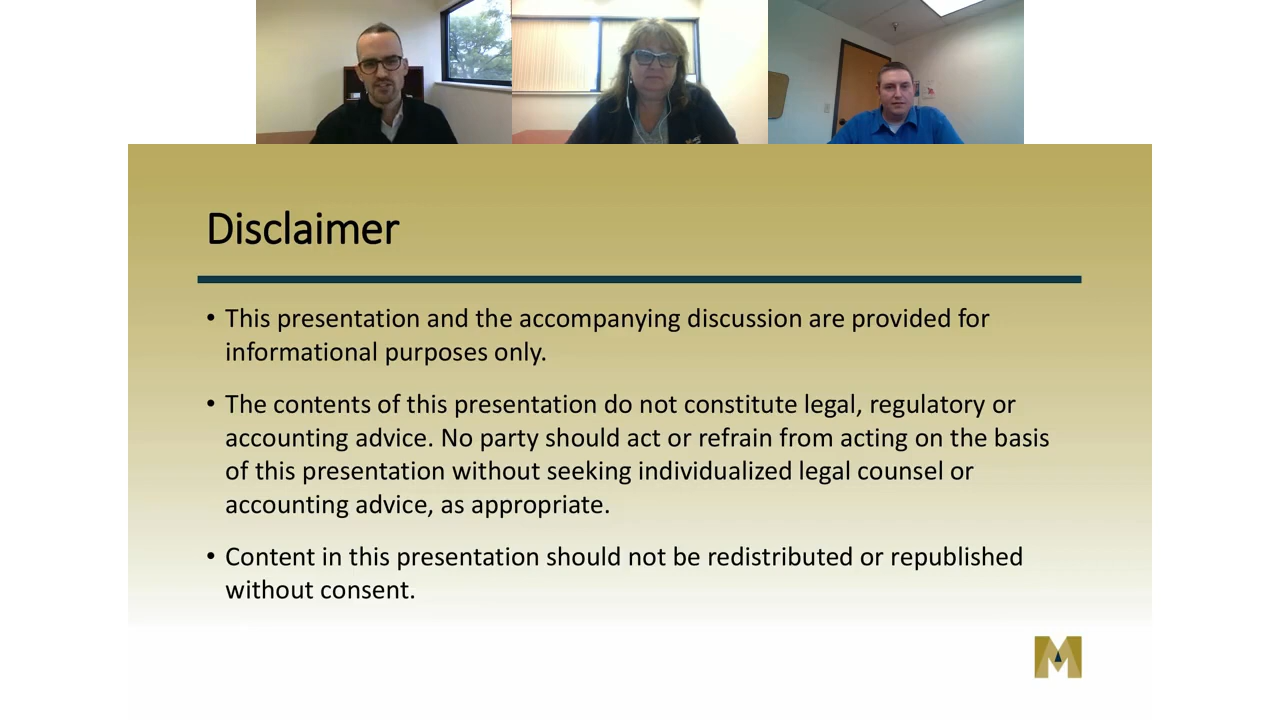 Disclaimer
• This presentation and the accompanying discussion are provided for
informational purposes only.
• The contents of this presentation do not constitute legal, regulatory or
accounting advice. No party should act or refrain from acting on the basis
of this presentation without seeking individualized legal counsel or
accounting advice, as appropriate.
• Content in this presentation should not be redistributed or republished
without consent.
M